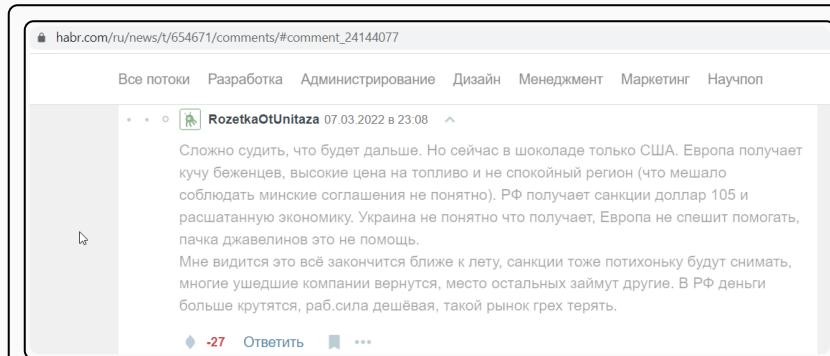 habr.com/ru/news/t/654671/comments/#comment_24144077
Все потоки Разработка Администрирование Дизайн Менеджмент Маркетинг Научпоп
RozetkaOtUnitaza 07.03.2022 в 23:08
Сложно судить, что будет дальше. Но сейчас в шоколаде только США. Европа получает
кучу беженцев, высокие цена на топливо и не спокойный регион (что мешало
соблюдать минские соглашения не понятно). РФ получает санкции доллар 105 и
расшатанную экономику. Украина не понятно что получает, Европа не спешит помогать,
пачка джавелинов это не помощь.
Мне видится это всё закончится ближе к лету, санкции тоже потихоньку будут снимать,
многие ушедшие компании вернутся, место остальных займут другие. В РФ деньги
больше крутятся, раб.сила дешёвая, такой рынок грех терять.
-27 Ответить